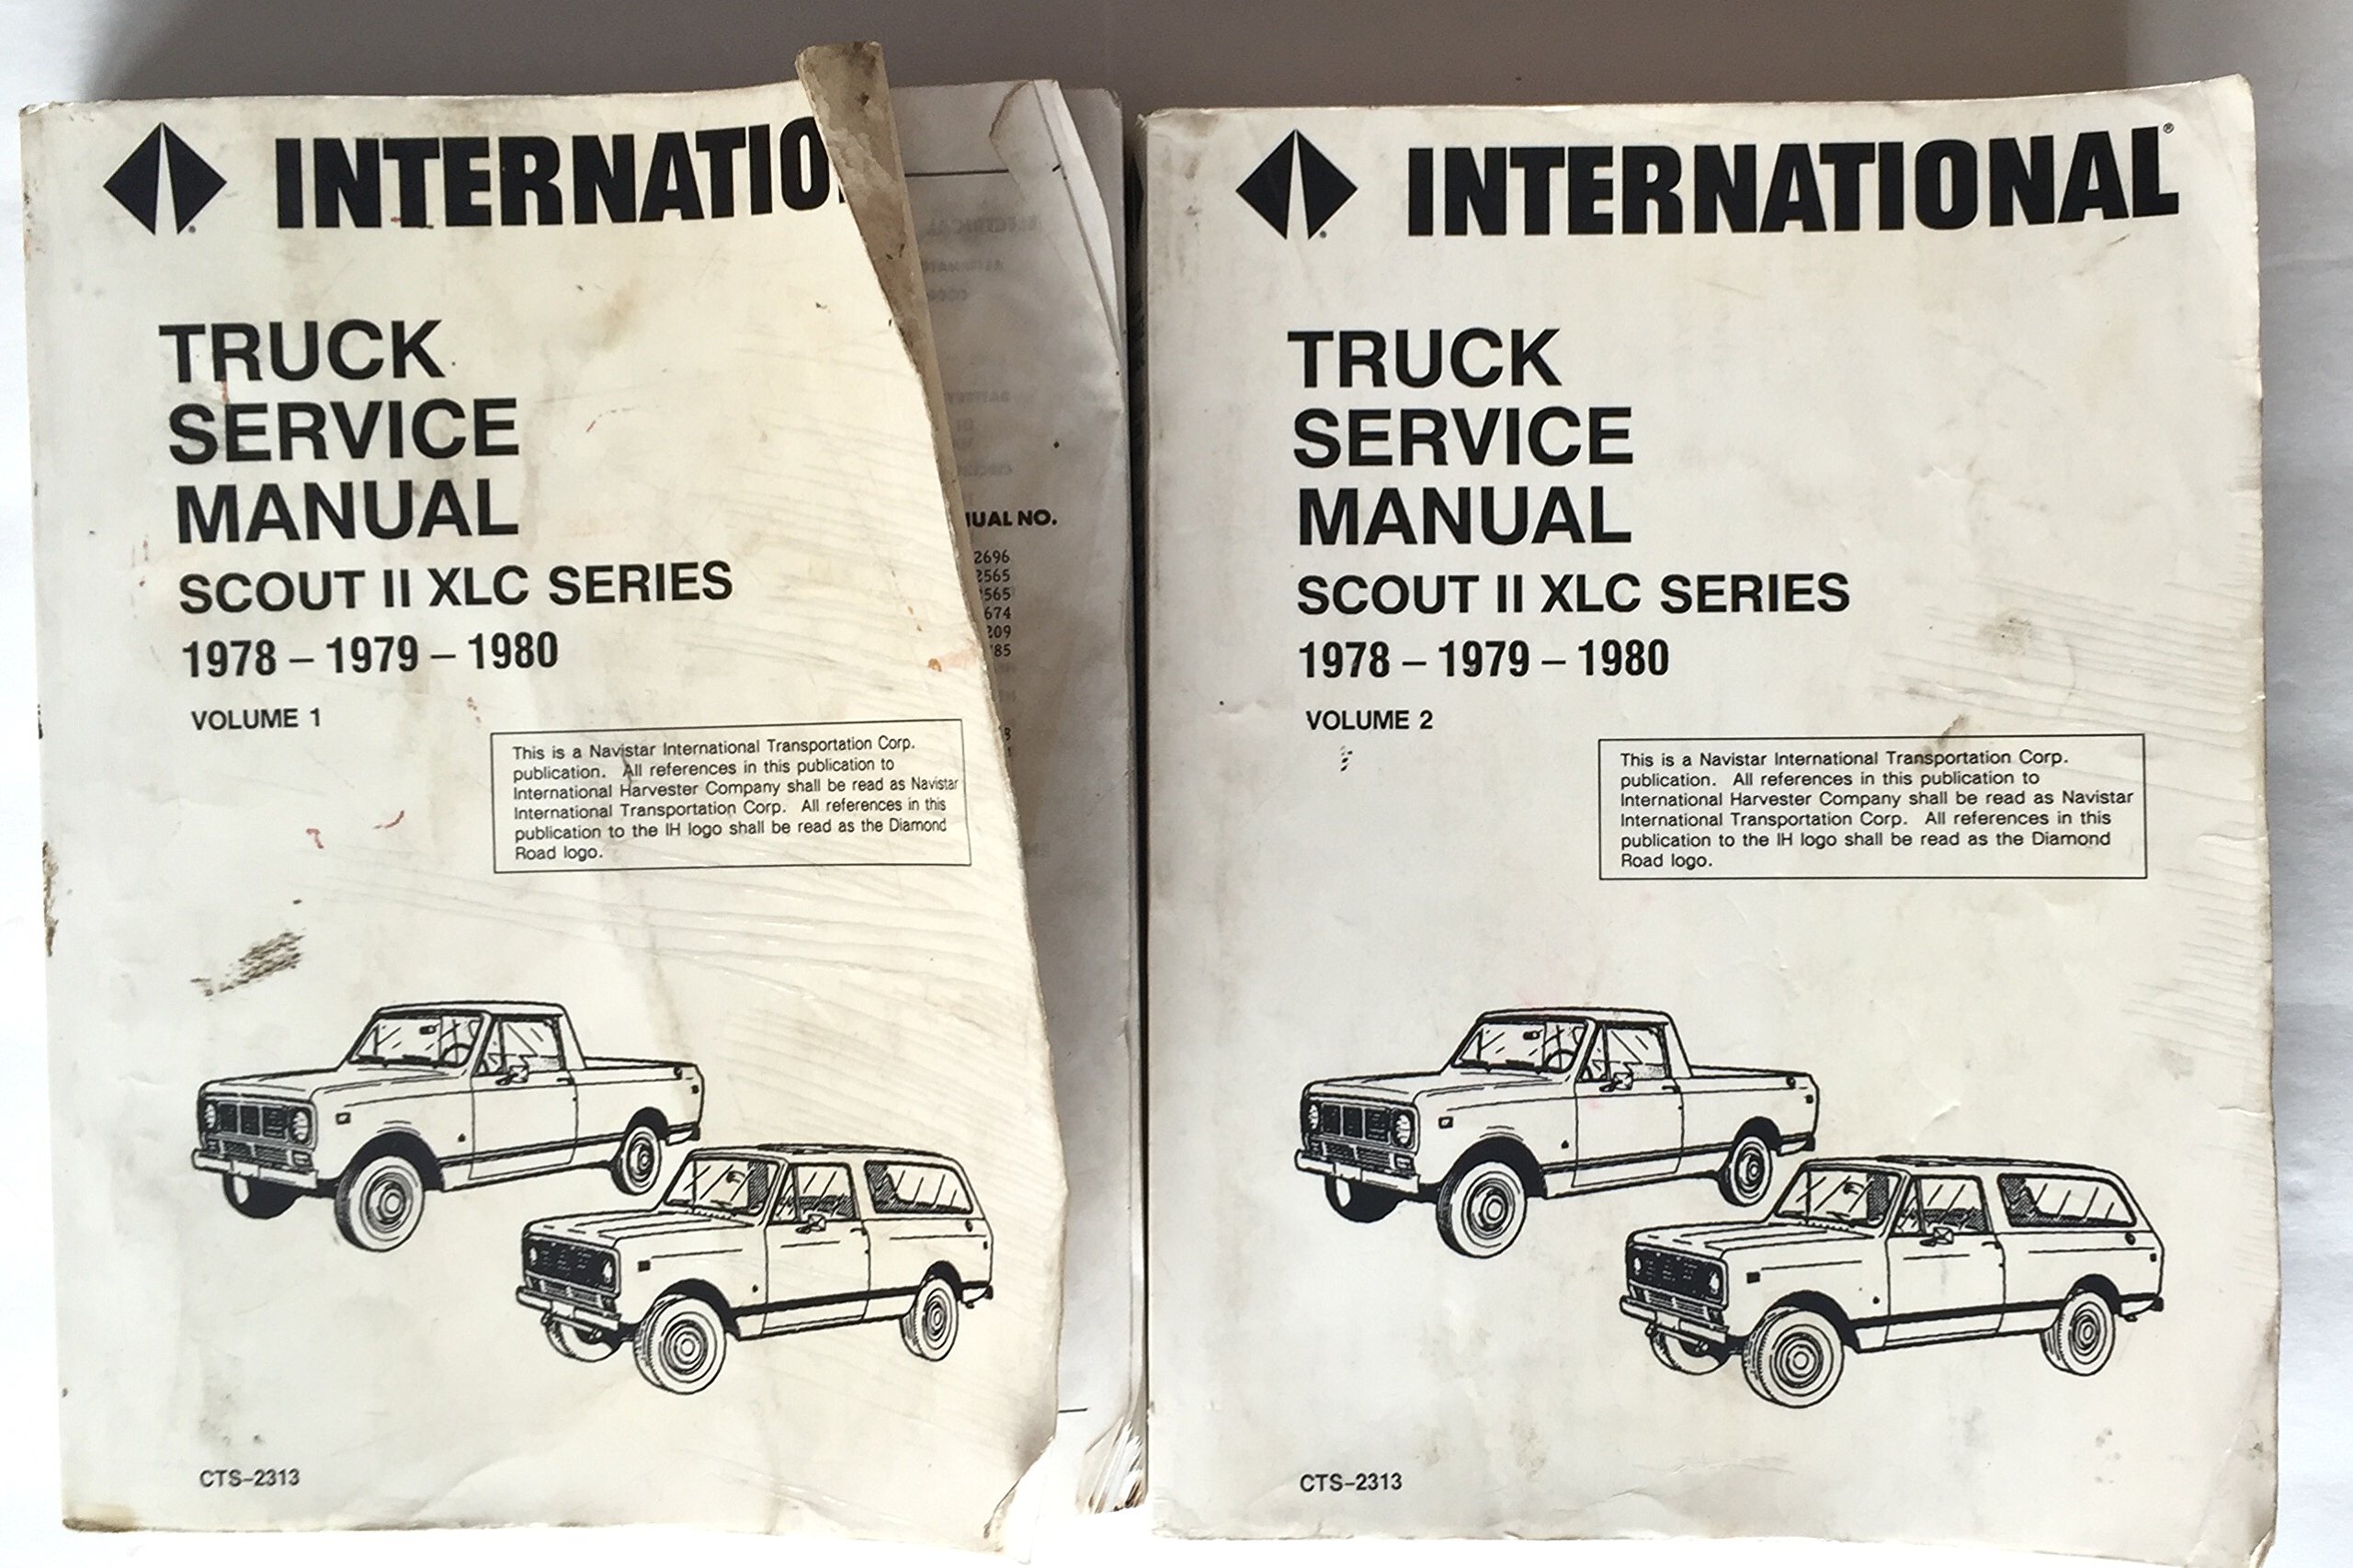 INTERNATIO
TRUCK
SERVICE
MANUAL
SCOUT II XLC SERIES
1978 – 1979 – 1980
VOLUME 1
This is a Navistar International Transportation Corp.
publication. All references in this publication to
International Harvester Company shall be read as Navistar
International Transportation Corp. All references in this
publication to the IH logo shall be read as the Diamond
Road logo.
CTS-2313
UAL NO.
2696
2565
565
674
209
85
INTERNATIONAL®
TRUCK
SERVICE
MANUAL
SCOUT II XLC SERIES
1978 – 1979 – 1980
VOLUME 2
This is a Navistar International Transportation Corp.
publication. All references in this publication to
International Harvester Company shall be read as Navistar
International Transportation Corp. All references in this
publication to the IH logo shall be read as the Diamond
Road logo.
CTS-2313